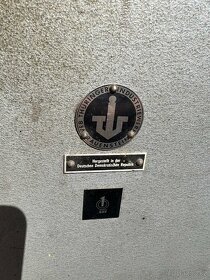 VEB THÜRINGER INDUSTRIEWERK
RAUENSTEIN
Hergestellt in der
Deutschen Demokratischen Republik